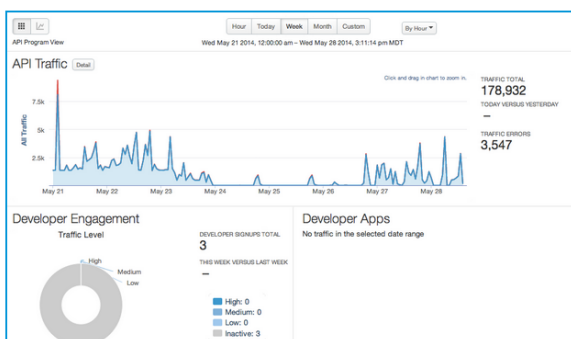 Hour Today Week Month Custom By Hour
API Program View
Wed May 21 2014, 12:00:00 am – Wed May 28 2014, 3:11:14 pm MDT
API Traffic Detail
Click and drag in chart to zoom in.
All Traffic
7.5k
5k
2.5k
May 21 May 22 May 23 May 24 May 25 May 26 May 27 May 28
TRAFFIC TOTAL
178,932
TODAY VERSUS YESTERDAY
–
TRAFFIC ERRORS
3,547
Developer Engagement
Traffic Level
High
Medium
Low
DEVELOPER SIGNUPS TOTAL
3
THIS WEEK VERSUS LAST WEEK
–
High: 0
Medium: 0
Low: 0
Inactive: 3
Developer Apps
No traffic in the selected date range